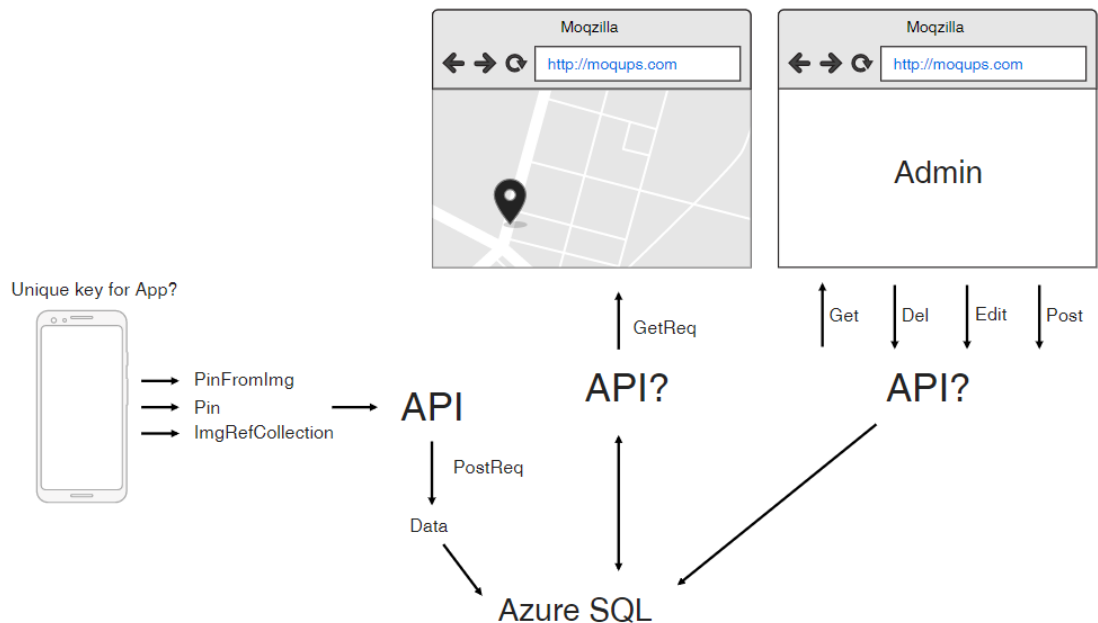 Moqzilla
http://moqups.com
Moqzilla
http://moqups.com
Admin
Unique key for App?
PinFromImg
Pin
ImgRefCollection
API
PostReq
Data
GetReq
API?
Get
Del
Edit
Post
API?
Azure SQL